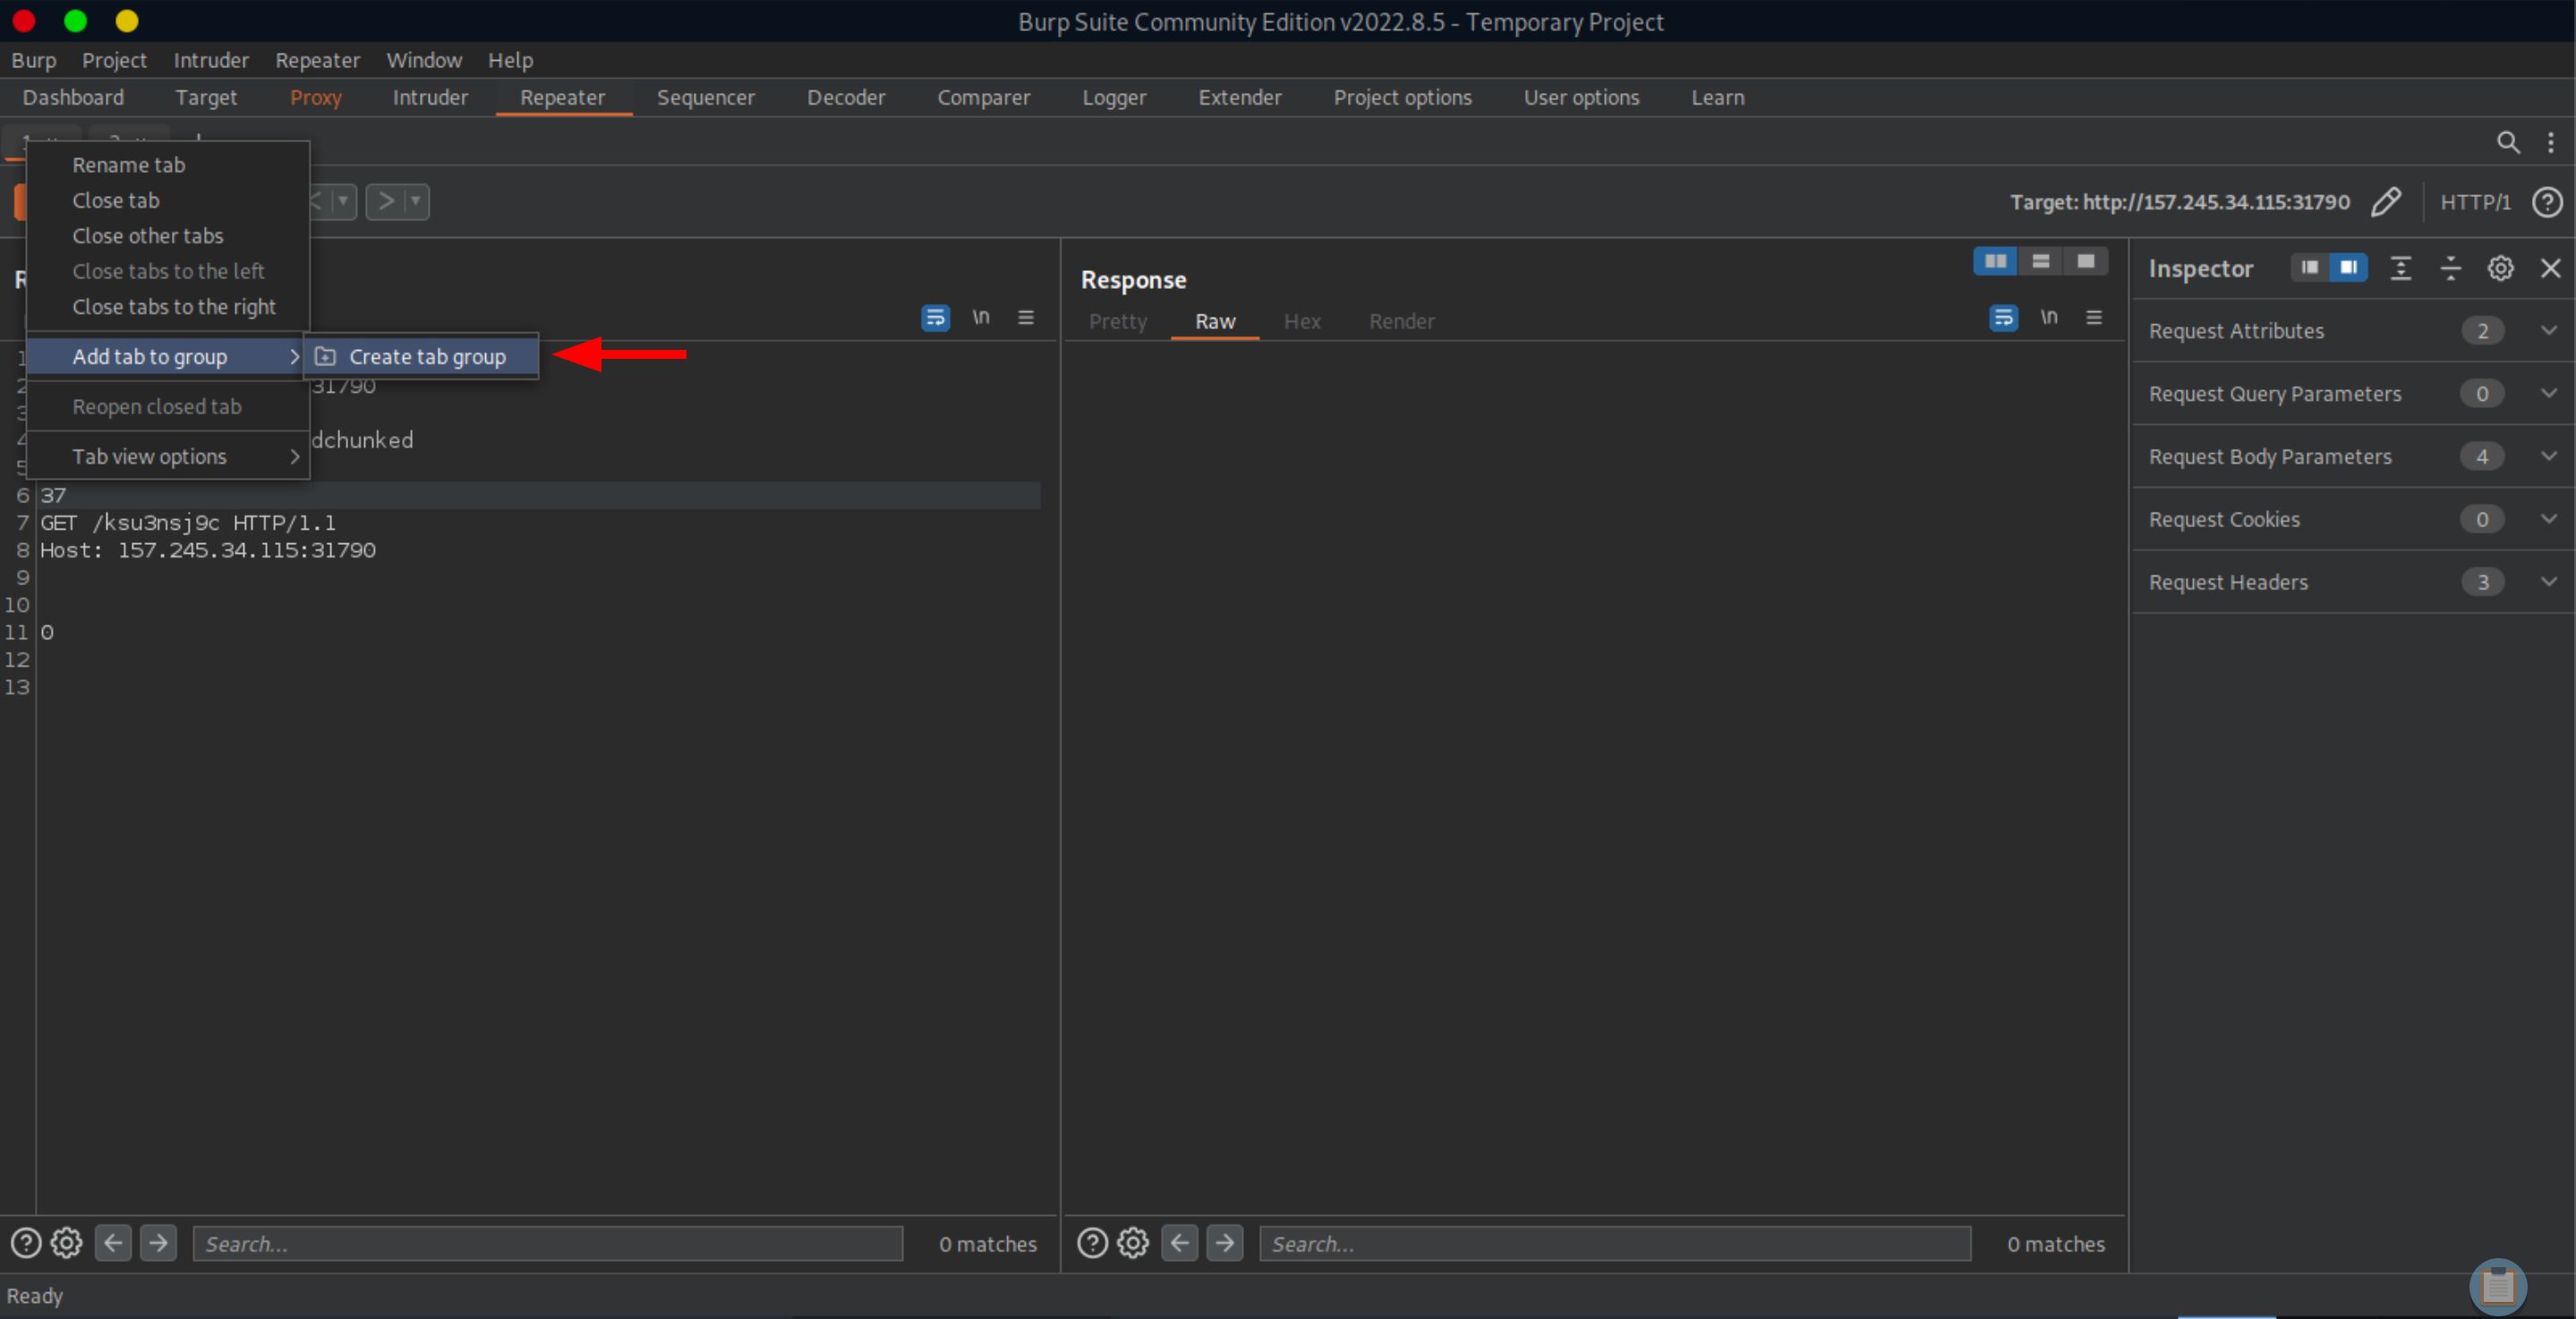 Burp Suite Community Edition v2022.8.5 - Temporary Project
Burp Project Intruder Repeater Window Help
Dashboard Target Proxy Intruder Repeater Sequencer Decoder Comparer Logger Extender Project options User options Learn
Rename tab
Close tab
Close other tabs
Close tabs to the left
Close tabs to the right
Add tab to group >
Create tab group
Reopen closed tab
Tab view options >
< >
Target: http://157.245.34.115:31790 HTTP/1 ?
31790
dchunked
6 37
7 GET /ksu3nsj9c HTTP/1.1
8 Host: 157.245.34.115:31790
9
10
11 0
12
13
\n
Search... 0 matches
Response
Pretty Raw Hex Render
\n
Search... 0 matches
Inspector
Request Attributes 2
Request Query Parameters 0
Request Body Parameters 4
Request Cookies 0
Request Headers 3
Ready